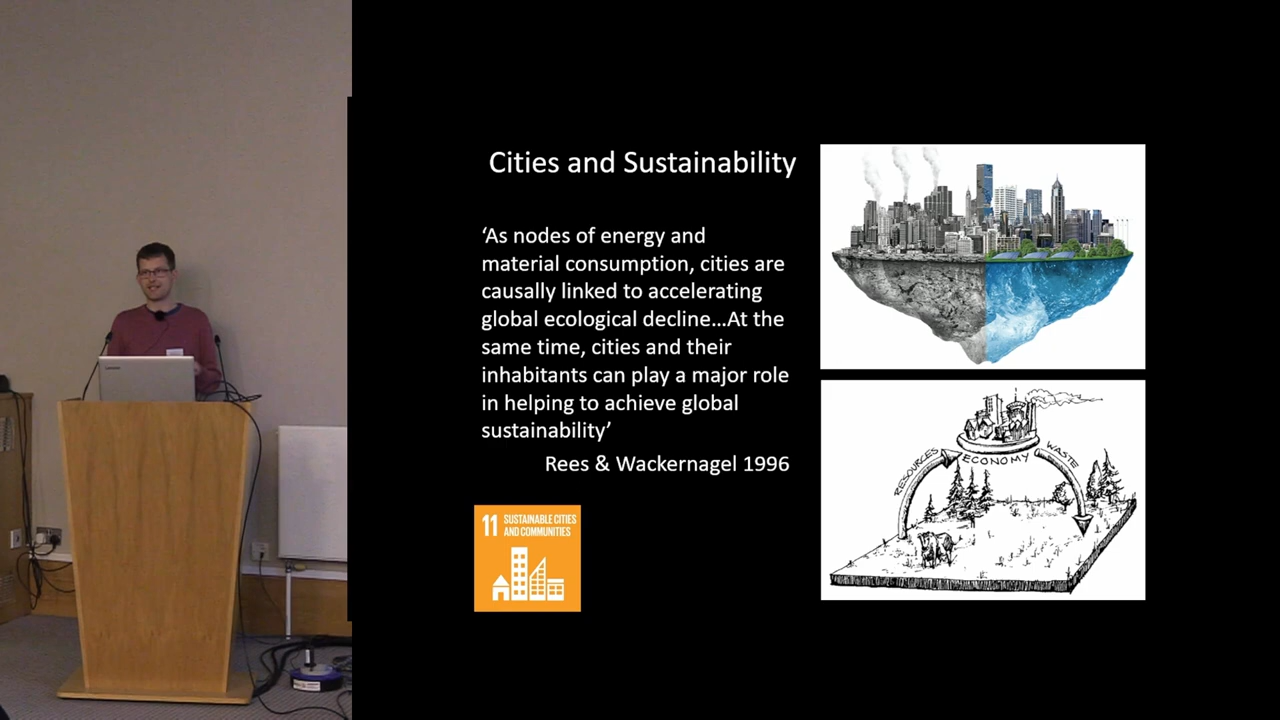 Cities and Sustainability
‘As nodes of energy and
material consumption, cities are
causally linked to accelerating
global ecological decline…At the
same time, cities and their
inhabitants can play a major role
in helping to achieve global
sustainability’
Rees & Wackernagel 1996
11 SUSTAINABLE CITIES
AND COMMUNITIES
RESOURCES
ECONOMY
WASTE